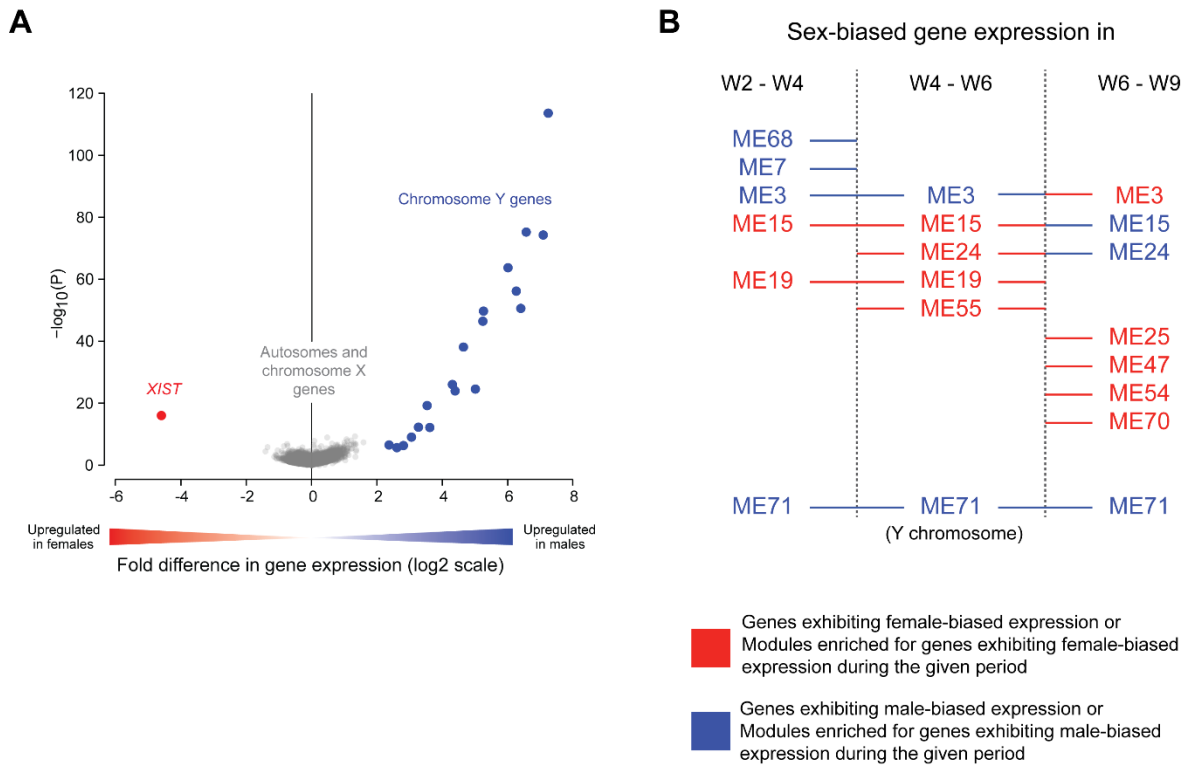 A
120
100
80
60
40
20
0
−log10(P)
Chromosome Y genes
Autosomes and
chromosome X
genes
XIST
-6
-4
-2
0
2
4
6
8
Upregulated
in females
Upregulated
in males
Fold difference in gene expression (log2 scale)
B
Sex-biased gene expression in
W2 - W4
W4 - W6
W6 - W9
ME68
ME7
ME3 ME3 ME3
ME15 ME15 ME15
ME24 ME24
ME19 ME19
ME55
ME25
ME47
ME54
ME70
ME71 ME71 ME71
(Y chromosome)
Genes exhibiting female-biased expression or
Modules enriched for genes exhibiting female-biased
expression during the given period
Genes exhibiting male-biased expression or
Modules enriched for genes exhibiting male-biased
expression during the given period